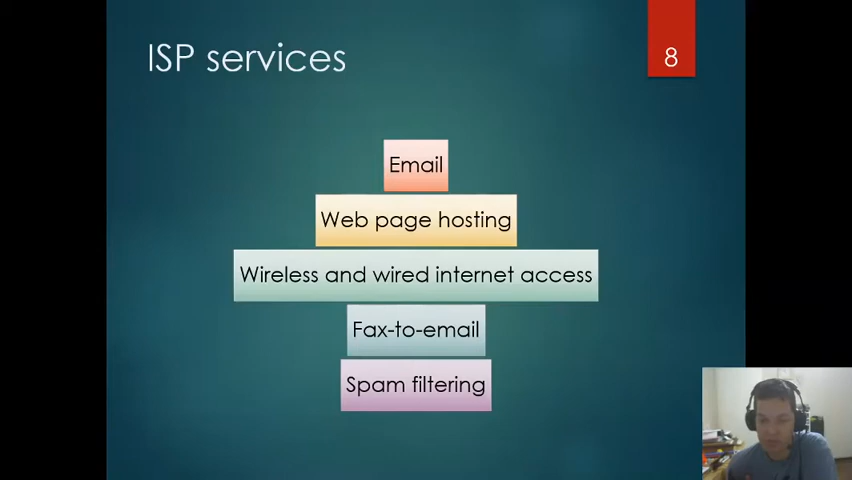 ISP services
8
Email
Web page hosting
Wireless and wired internet access
Fax-to-email
Spam filtering